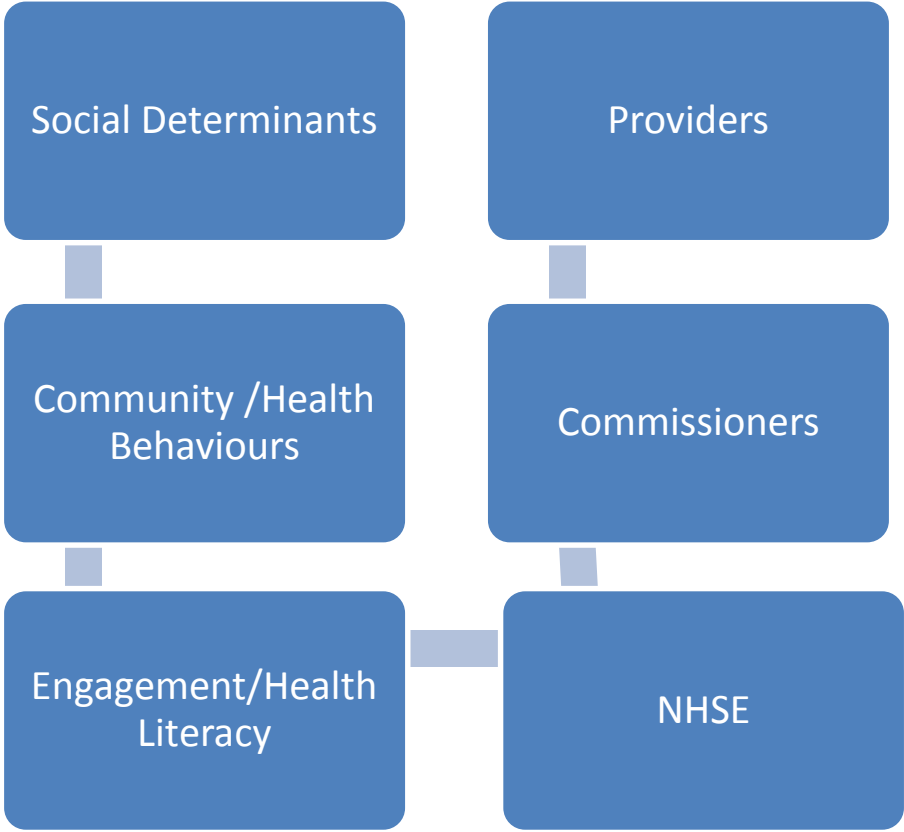 Social Determinants
Community /Health
Behaviours
Engagement/Health
Literacy
NHSE
Commissioners
Providers